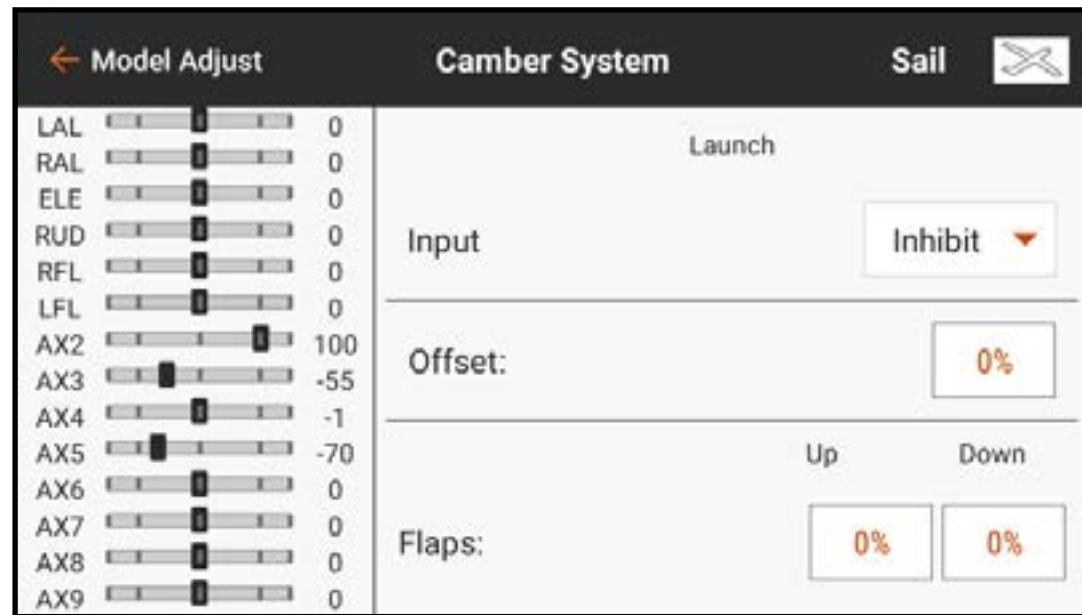 Model Adjust Camber System Sail
LAL 0
RAL 0
ELE 0
RUD 0
RFL 0
LFL 0
AX2 100
AX3 -55
AX4 -1
AX5 -70
AX6 0
AX7 0
AX8 0
AX9 0
Launch
Input Inhibit
Offset: 0%
Up Down
Flaps: 0% 0%